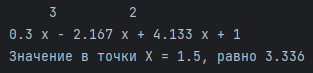 3 2
0.3 x - 2.167 x + 4.133 x + 1
Значение в точки X = 1.5, равно 3.336